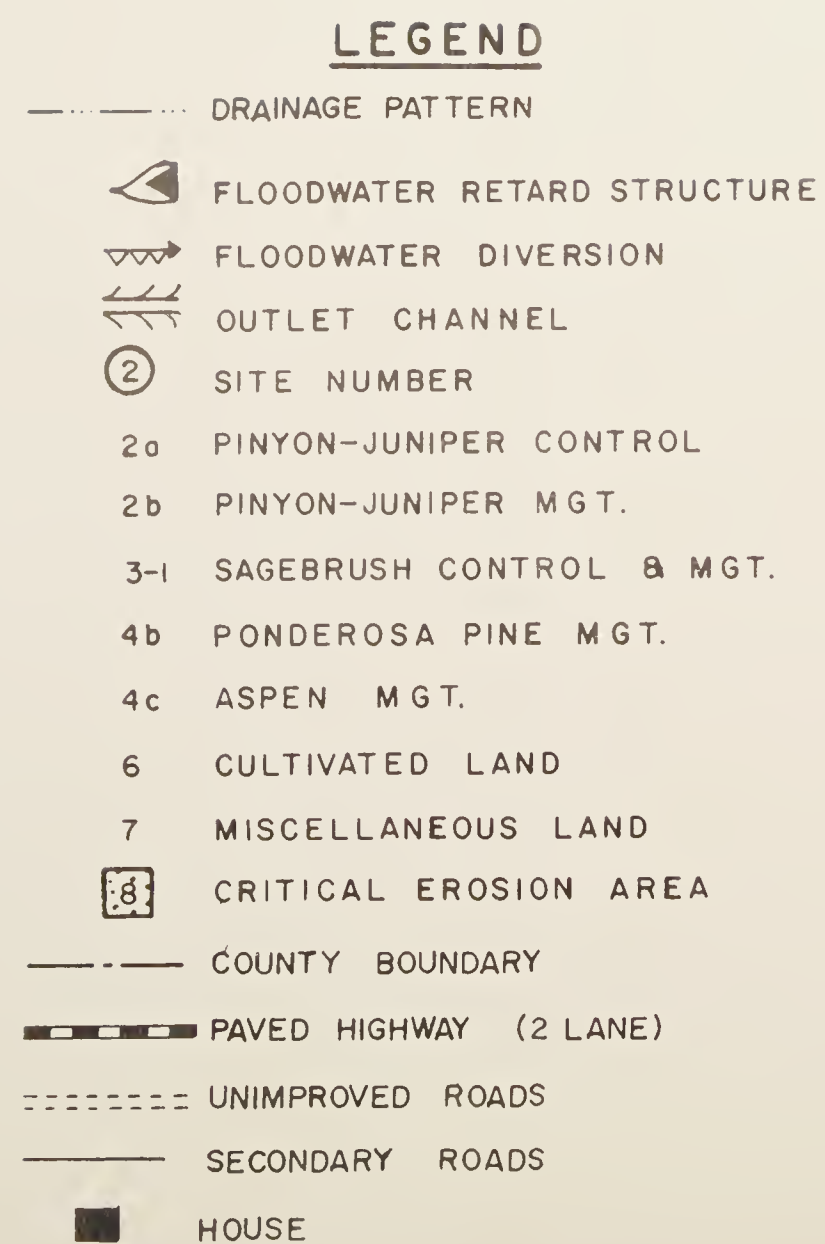 LEGEND
DRAINAGE PATTERN
FLOODWATER RETARD STRUCTURE
FLOODWATER DIVERSION
OUTLET CHANNEL
2 SITE NUMBER
2a PINYON-JUNIPER CONTROL
2b PINYON-JUNIPER MGT.
3-1 SAGEBRUSH CONTROL & MGT.
4b PONDEROSA PINE MGT.
4c ASPEN MGT.
6 CULTIVATED LAND
7 MISCELLANEOUS LAND
8 CRITICAL EROSION AREA
COUNTY BOUNDARY
PAVED HIGHWAY (2 LANE)
UNIMPROVED ROADS
SECONDARY ROADS
HOUSE